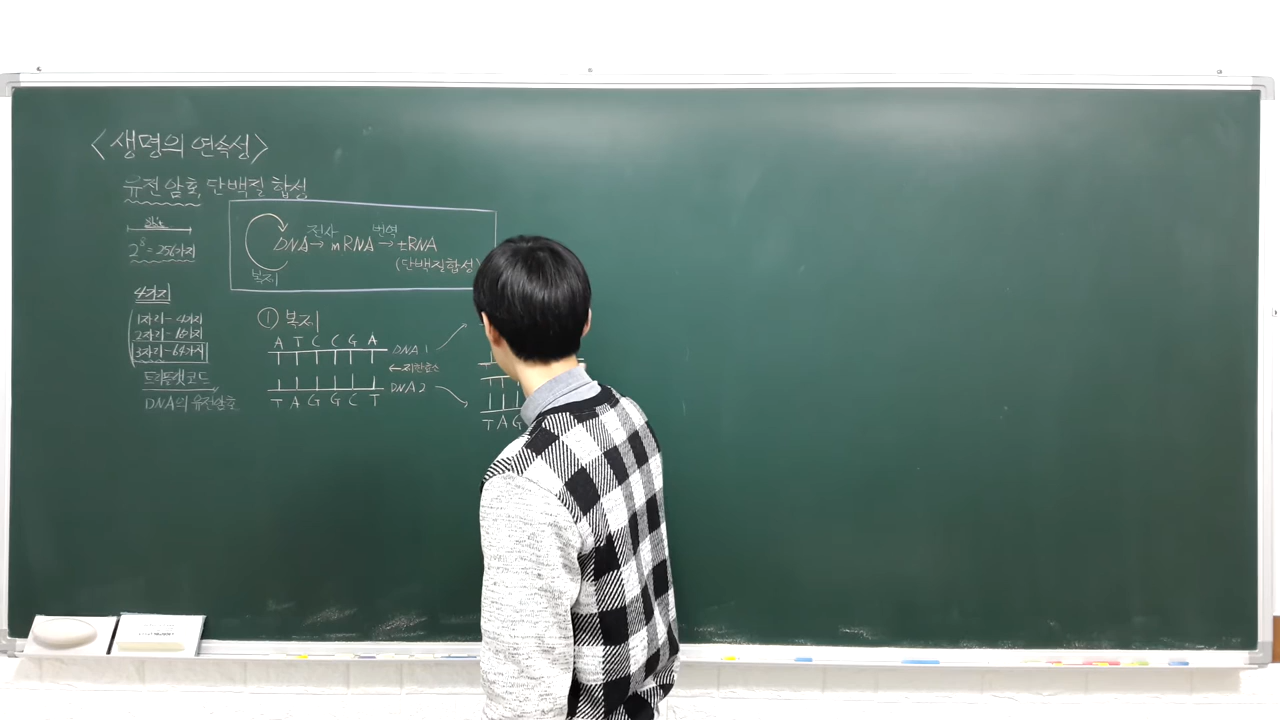 <생명의 연속성>
유전 암호, 단백질 합성
8bit
2⁸=256가지
4가지
1자리-4가지
2자리-16가지
3자리-64가지
트리플렛코드
DNA의 유전암호
DNA → mRNA → tRNA
전사 번역
(단백질합성)
복제
① 복제
A T C C G A
DNA 1
←제한효소
DNA 2
T A G G C T
T A G